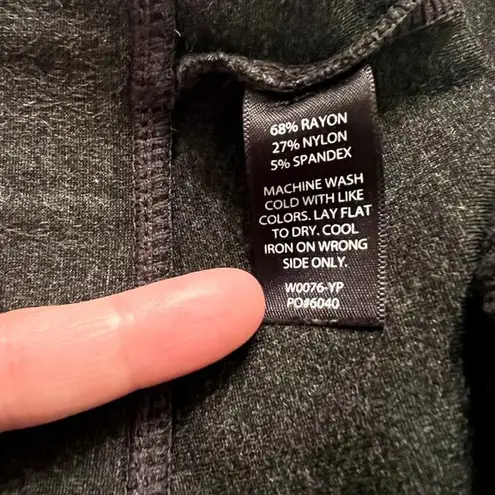 68% RAYON
27% NYLON
5% SPANDEX
MACHINE WASH
COLD WITH LIKE
COLORS. LAY FLAT
TO DRY. COOL
IRON ON WRONG
SIDE ONLY.
W0076-YP
PO#6040